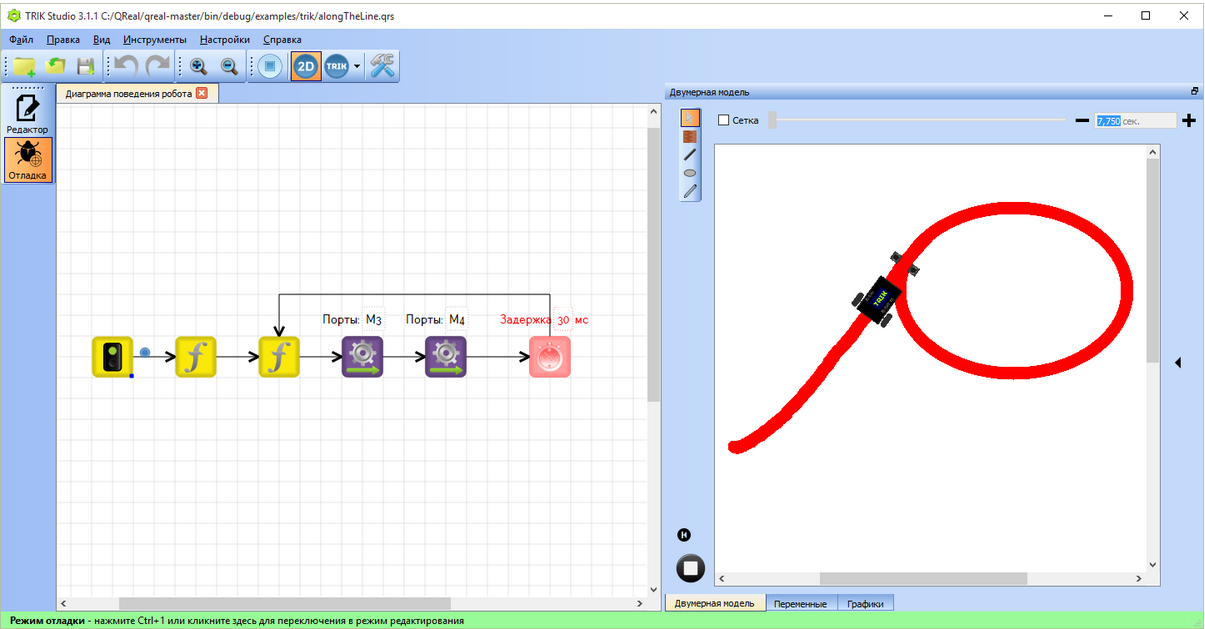 TRIK Studio 3.1.1 C:/QReal/qreal-master/bin/debug/examples/trik/alongTheLine.qrs
Файл Правка Вид Инструменты Настройки Справка
2D TRIK
Диаграмма поведения робота
Двумерная модель
Редактор
Отладка
Сетка
7,750 сек.
Порты: M3 Порты: M4 Задержка 30 мс
TRIK
Двумерная модель Переменные Графики
Режим отладки - нажмите Ctrl+1 или кликните здесь для переключения в режим редактирования